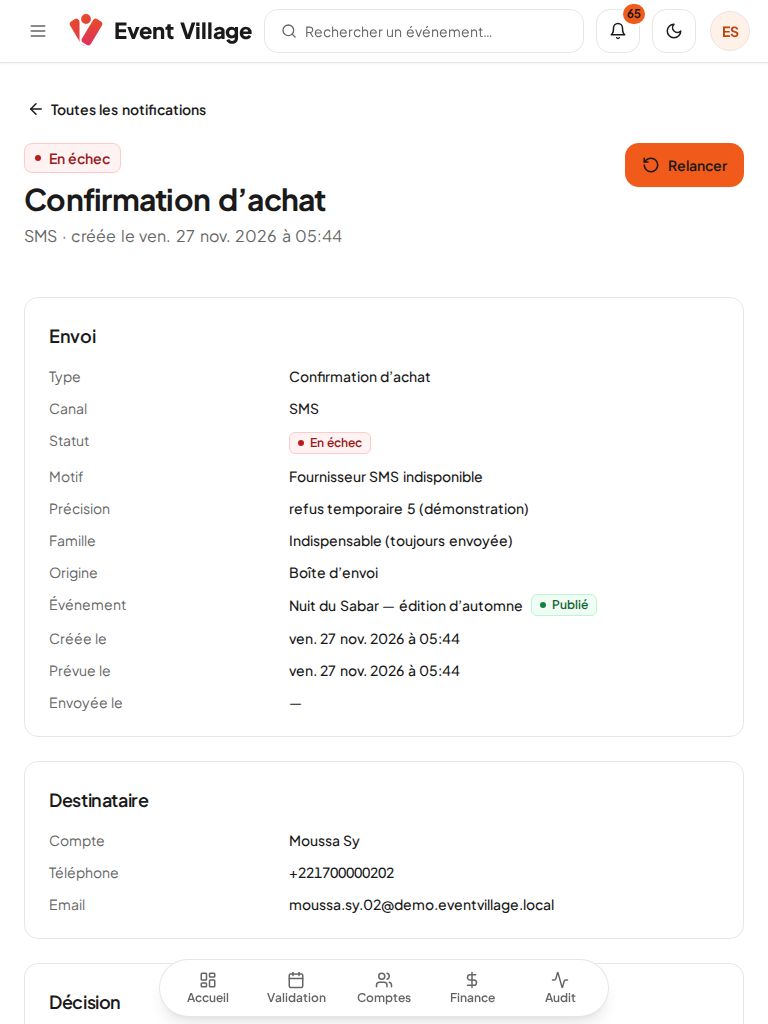 Event Village
Rechercher un événement…
65
ES
Toutes les notifications
En échec
Relancer
Confirmation d’achat
SMS · créée le ven. 27 nov. 2026 à 05:44
Envoi
Type Confirmation d’achat
Canal SMS
Statut En échec
Motif Fournisseur SMS indisponible
Précision refus temporaire 5 (démonstration)
Famille Indispensable (toujours envoyée)
Origine Boîte d’envoi
Événement Nuit du Sabar — édition d’automne Publié
Créée le ven. 27 nov. 2026 à 05:44
Prévue le ven. 27 nov. 2026 à 05:44
Envoyée le —
Destinataire
Compte Moussa Sy
Téléphone +221700000202
Email moussa.sy.02@demo.eventvillage.local
Décision
Accueil Validation Comptes Finance Audit